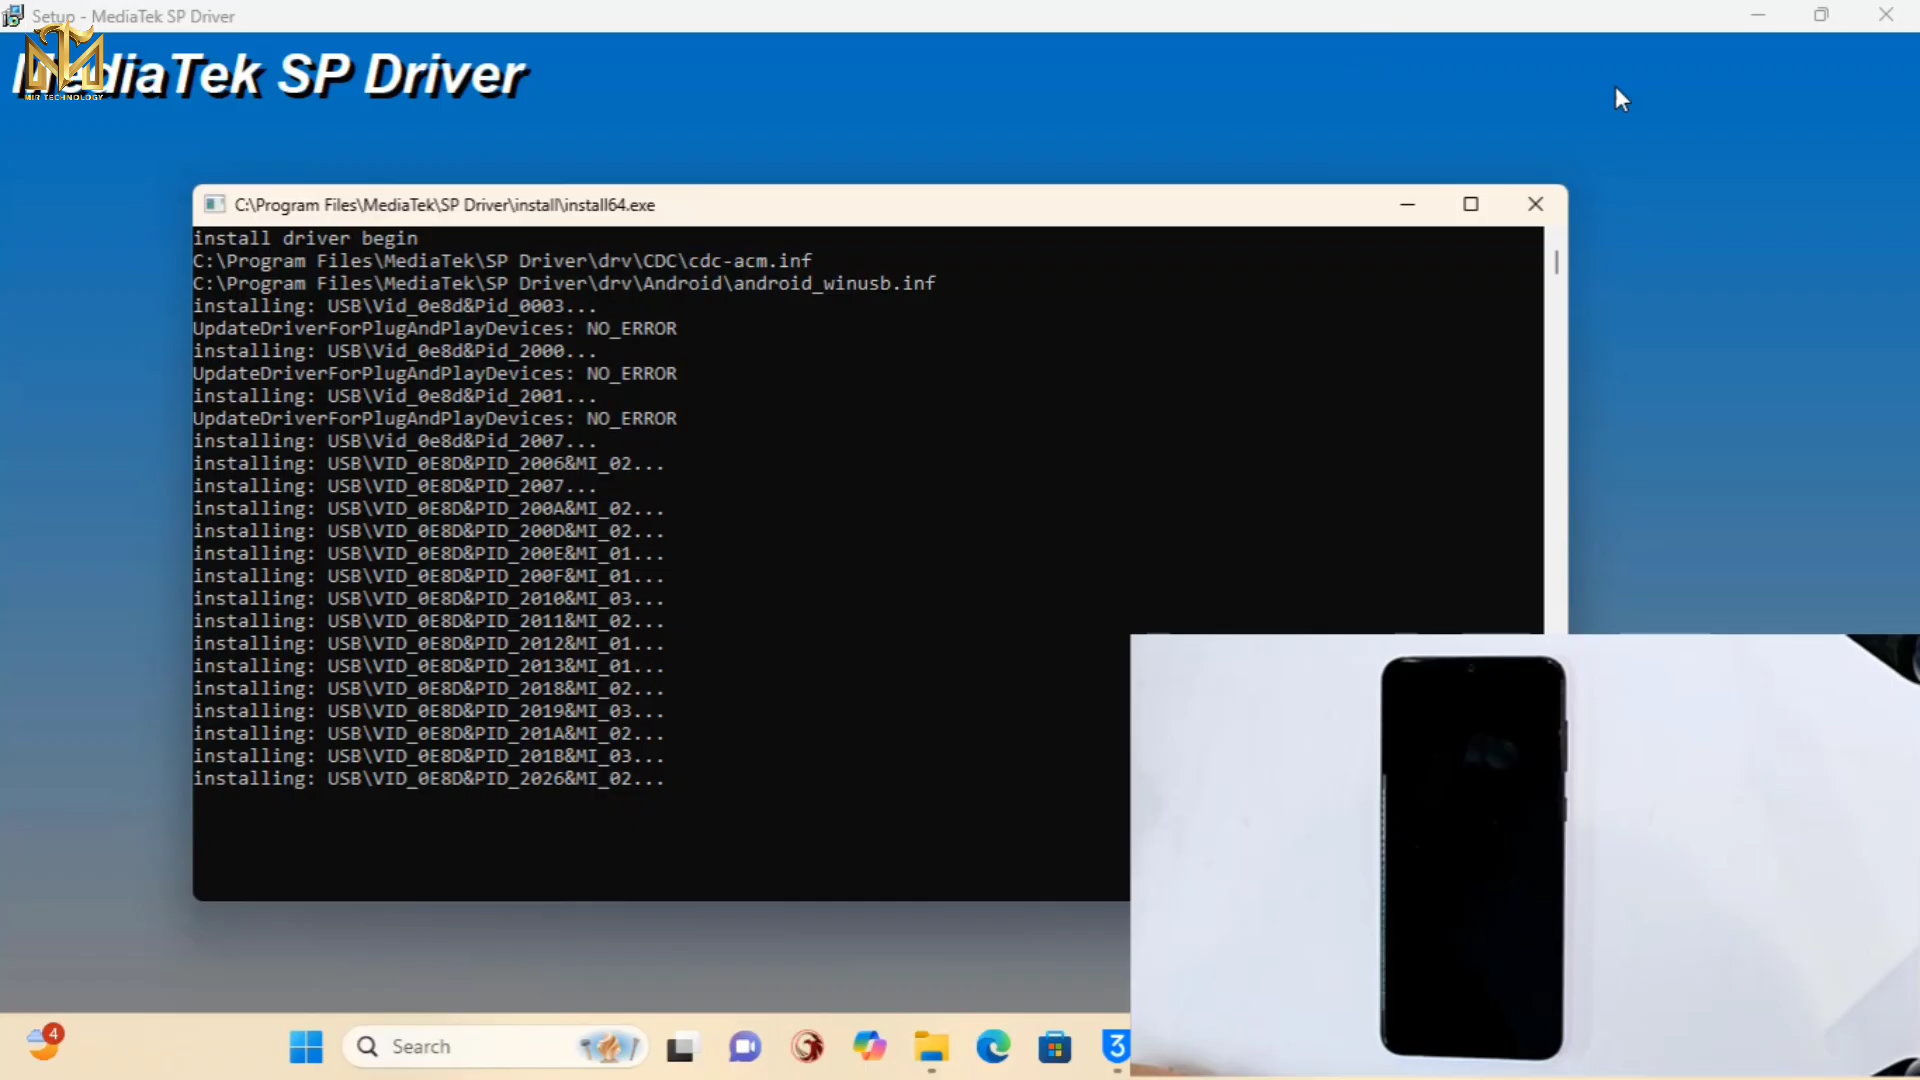 Setup - MediaTek SP Driver
MediaTek SP Driver
MIR TECHNOLOGY
C:\Program Files\MediaTek\SP Driver\install\install64.exe
install driver begin
C:\Program Files\MediaTek\SP Driver\drv\CDC\cdc-acm.inf
C:\Program Files\MediaTek\SP Driver\drv\Android\android_winusb.inf
installing: USB\Vid_0e8d&Pid_0003...
UpdateDriverForPlugAndPlayDevices: NO_ERROR
installing: USB\Vid_0e8d&Pid_2000...
UpdateDriverForPlugAndPlayDevices: NO_ERROR
installing: USB\Vid_0e8d&Pid_2001...
UpdateDriverForPlugAndPlayDevices: NO_ERROR
installing: USB\Vid_0e8d&Pid_2007...
installing: USB\VID_0E8D&PID_2006&MI_02...
installing: USB\VID_0E8D&PID_2007...
installing: USB\VID_0E8D&PID_200A&MI_02...
installing: USB\VID_0E8D&PID_200D&MI_02...
installing: USB\VID_0E8D&PID_200E&MI_01...
installing: USB\VID_0E8D&PID_200F&MI_01...
installing: USB\VID_0E8D&PID_2010&MI_03...
installing: USB\VID_0E8D&PID_2011&MI_02...
installing: USB\VID_0E8D&PID_2012&MI_01...
installing: USB\VID_0E8D&PID_2013&MI_01...
installing: USB\VID_0E8D&PID_2018&MI_02...
installing: USB\VID_0E8D&PID_2019&MI_03...
installing: USB\VID_0E8D&PID_201A&MI_02...
installing: USB\VID_0E8D&PID_201B&MI_03...
installing: USB\VID_0E8D&PID_2026&MI_02...
4
Search
3